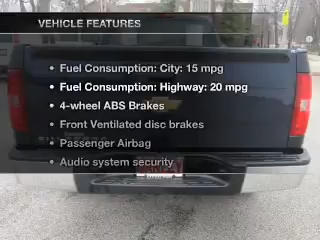 VEHICLE FEATURES
Fuel Consumption: City: 15 mpg
Fuel Consumption: Highway: 20 mpg
4-wheel ABS Brakes
Front Ventilated disc brakes
Passenger Airbag
Audio system security